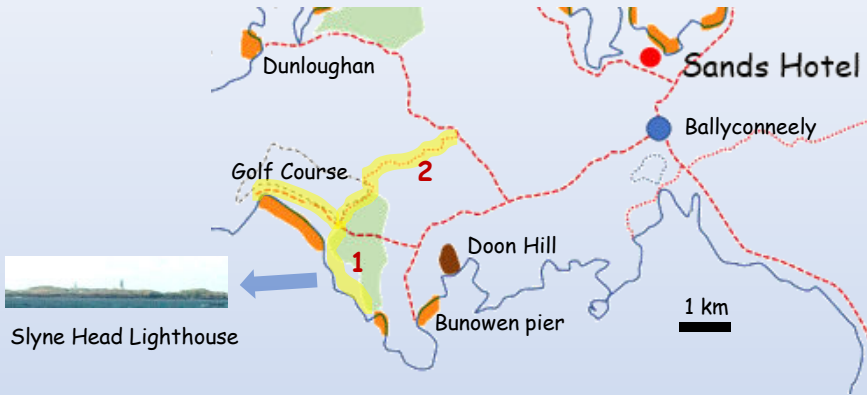 Dunloughan
Sands Hotel
Ballyconneely
Golf Course
2
1
Doon Hill
1 km
Bunowen pier
Slyne Head Lighthouse